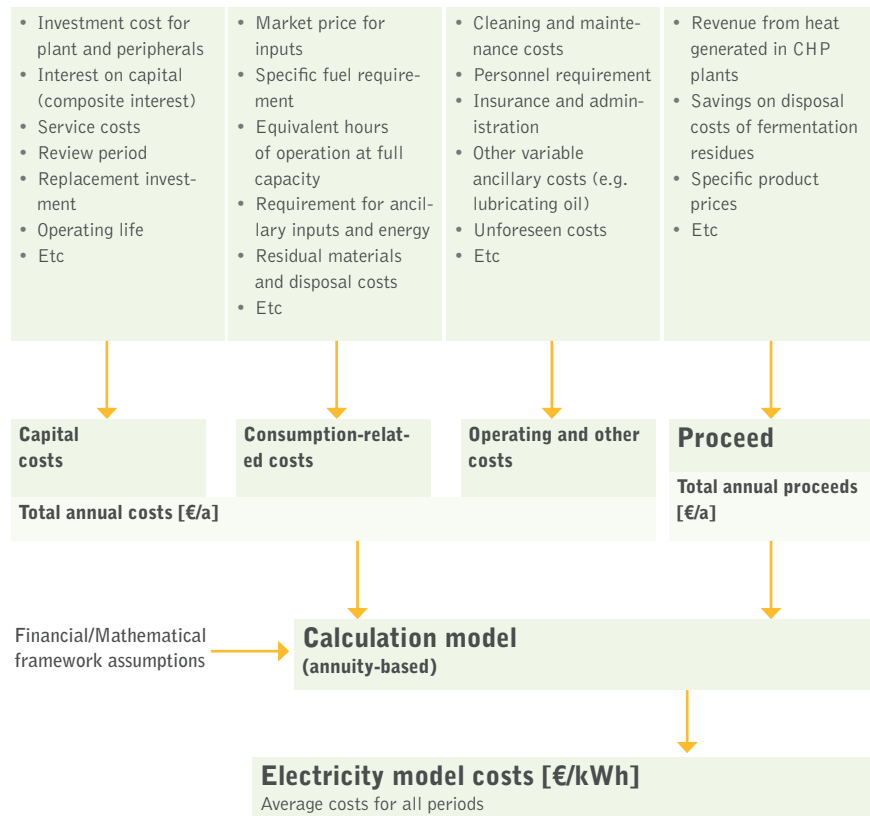 • Investment cost for
plant and peripherals
• Interest on capital
(composite interest)
• Service costs
• Review period
• Replacement invest-
ment
• Operating life
• Etc
• Market price for
inputs
• Specific fuel require-
ment
• Equivalent hours
of operation at full
capacity
• Requirement for ancil-
lary inputs and energy
• Residual materials
and disposal costs
• Etc
• Cleaning and mainte-
nance costs
• Personnel requirement
• Insurance and admin-
istration
• Other variable
ancillary costs (e.g.
lubricating oil)
• Unforeseen costs
• Etc
• Revenue from heat
generated in CHP
plants
• Savings on disposal
costs of fermentation
residues
• Specific product
prices
• Etc
Capital
costs
Consumption-relat-
ed costs
Operating and other
costs
Total annual costs [€/a]
Proceed
Total annual proceeds
[€/a]
Financial/Mathematical
framework assumptions
Calculation model
(annuity-based)
Electricity model costs [€/kWh]
Average costs for all periods